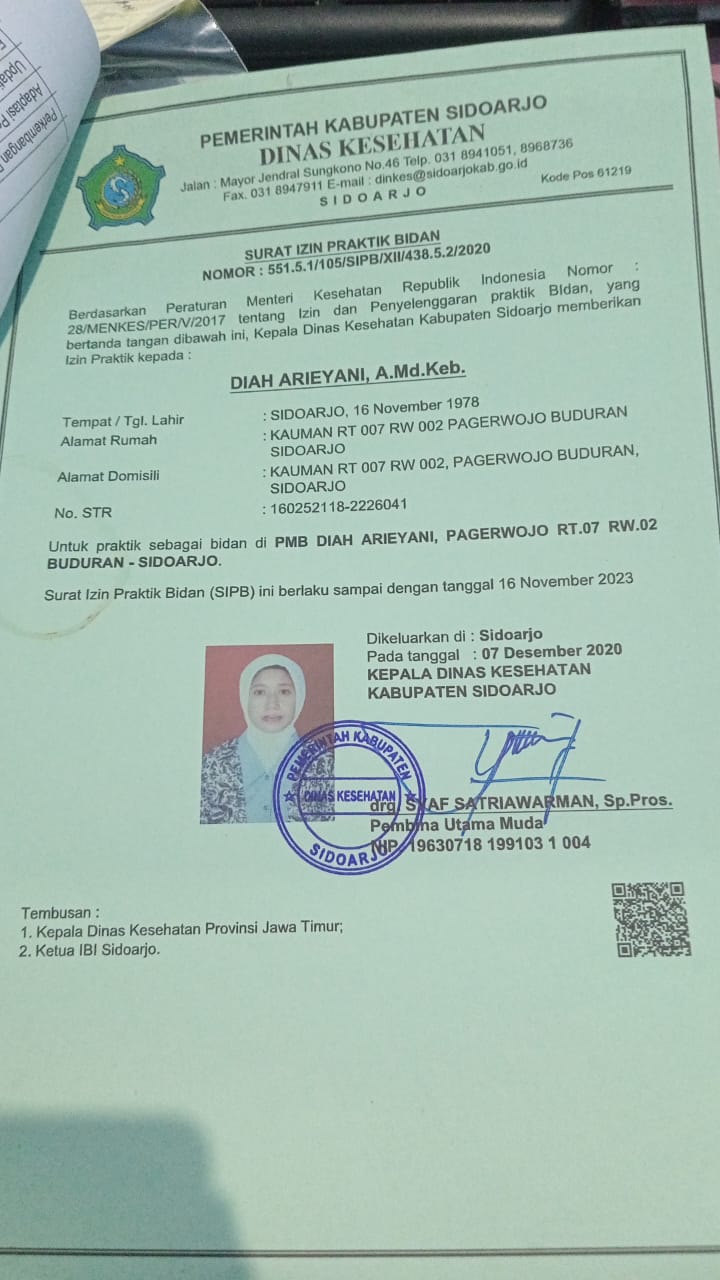 Updat
Adaptasi P
Perkembangan
PEMERINTAH KABUPATEN SIDOARJO
DINAS KESEHATAN
Jalan : Mayor Jendral Sungkono No.46 Telp. 031 8941051, 8968736
Fax. 031 8947911 E-mail : dinkes@sidoarjokab.go.id
Kode Pos 61219
SIDOARJO
SURAT IZIN PRAKTIK BIDAN
NOMOR : 551.5.1/105/SIPB/XII/438.5.2/2020
Berdasarkan Peraturan Menteri Kesehatan Republik Indonesia Nomor :
28/MENKES/PER/V/2017 tentang Izin dan Penyelenggaran praktik BIdan, yang
bertanda tangan dibawah ini, Kepala Dinas Kesehatan Kabupaten Sidoarjo memberikan
Izin Praktik kepada :
DIAH ARIEYANI, A.Md.Keb.
Tempat / Tgl. Lahir : SIDOARJO, 16 November 1978
Alamat Rumah : KAUMAN RT 007 RW 002 PAGERWOJO BUDURAN
SIDOARJO
Alamat Domisili : KAUMAN RT 007 RW 002, PAGERWOJO BUDURAN,
SIDOARJO
No. STR : 160252118-2226041
Untuk praktik sebagai bidan di PMB DIAH ARIEYANI, PAGERWOJO RT.07 RW.02
BUDURAN - SIDOARJO.
Surat Izin Praktik Bidan (SIPB) ini berlaku sampai dengan tanggal 16 November 2023
Dikeluarkan di : Sidoarjo
Pada tanggal : 07 Desember 2020
KEPALA DINAS KESEHATAN
KABUPATEN SIDOARJO
PEMERINTAH KABUPATEN
DINAS KESEHATAN
SIDOARJO
drg. SYAF SATRIAWARMAN, Sp.Pros.
Pembina Utama Muda
NIP. 19630718 199103 1 004
Tembusan :
1. Kepala Dinas Kesehatan Provinsi Jawa Timur;
2. Ketua IBI Sidoarjo.